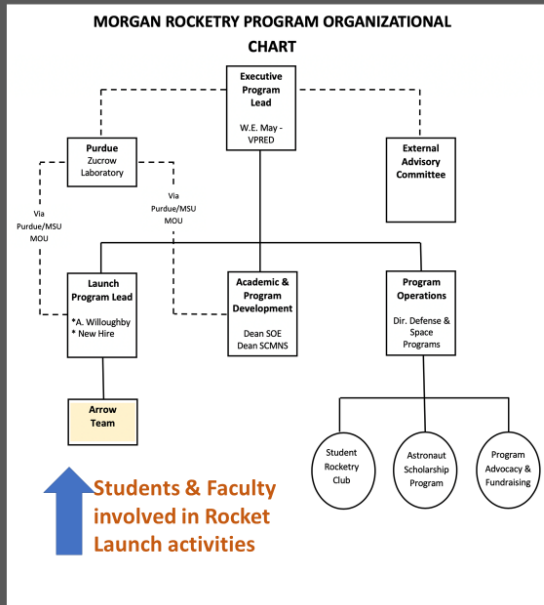 MORGAN ROCKETRY PROGRAM ORGANIZATIONAL
CHART
Executive
Program
Lead
W.E. May -
VPRED
Purdue
Zucrow
Laboratory
External
Advisory
Committee
Via
Purdue/MSU
MOU
Via
Purdue/MSU
MOU
Launch
Program Lead
*A. Willoughby
* New Hire
Academic &
Program
Development
Dean SOE
Dean SCMNS
Program
Operations
Dir. Defense &
Space
Programs
Arrow
Team
Student
Rocketry
Club
Astronaut
Scholarship
Program
Program
Advocacy &
Fundraising
Students & Faculty
involved in Rocket
Launch activities